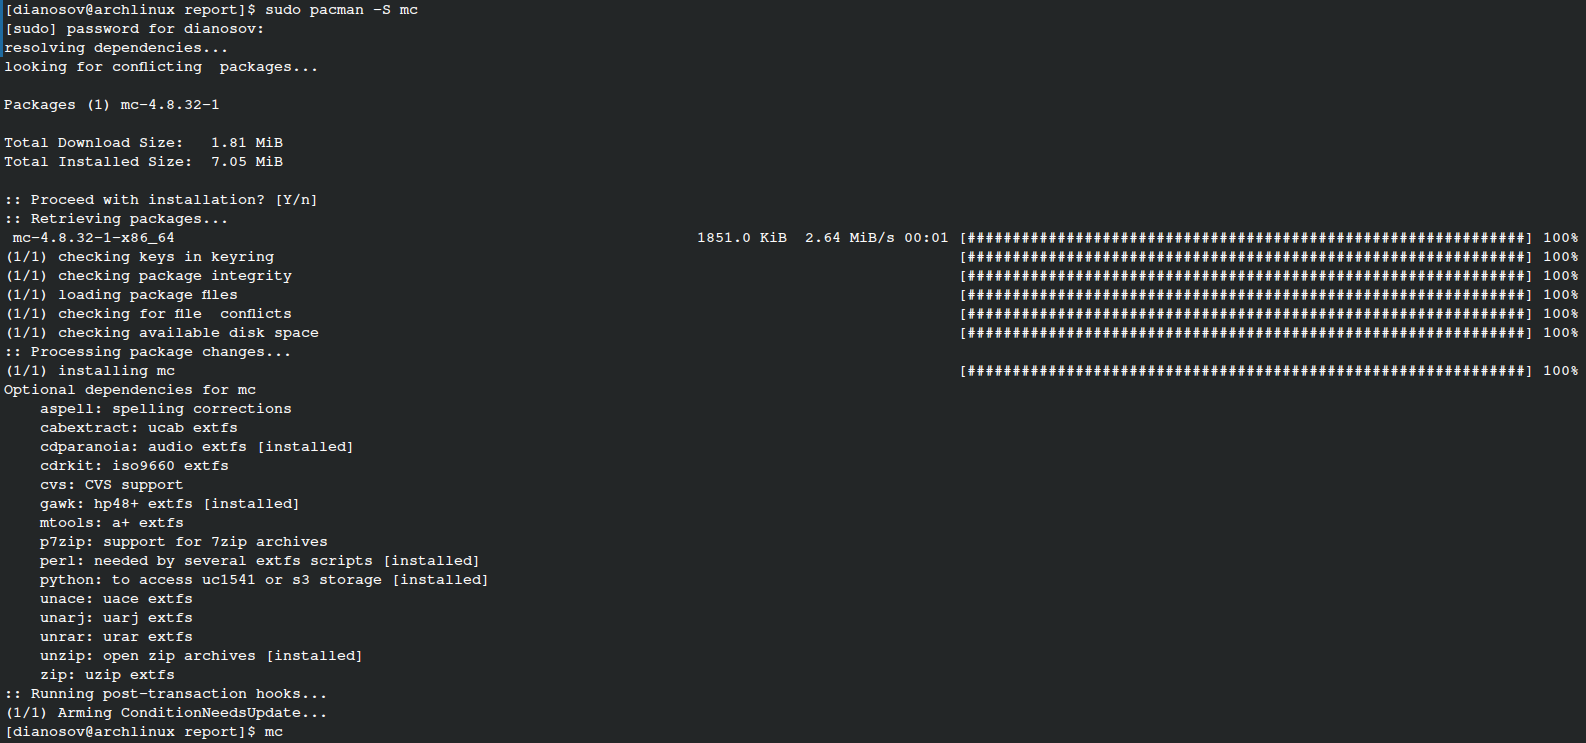 [dianosov@archlinux report]$ sudo pacman -S mc
[sudo] password for dianosov:
resolving dependencies...
looking for conflicting  packages...
Packages (1) mc-4.8.32-1
Total Download Size:   1.81 MiB
Total Installed Size:  7.05 MiB
:: Proceed with installation? [Y/n]
:: Retrieving packages...
 mc-4.8.32-1-x86_64 1851.0 KiB  2.64 MiB/s 00:01 [##############################################################] 100%
(1/1) checking keys in keyring [##############################################################] 100%
(1/1) checking package integrity [##############################################################] 100%
(1/1) loading package files [##############################################################] 100%
(1/1) checking for file  conflicts [##############################################################] 100%
(1/1) checking available disk space [##############################################################] 100%
:: Processing package changes...
(1/1) installing mc [##############################################################] 100%
Optional dependencies for mc
    aspell: spelling corrections
    cabextract: ucab extfs
    cdparanoia: audio extfs [installed]
    cdrkit: iso9660 extfs
    cvs: CVS support
    gawk: hp48+ extfs [installed]
    mtools: a+ extfs
    p7zip: support for 7zip archives
    perl: needed by several extfs scripts [installed]
    python: to access uc1541 or s3 storage [installed]
    unace: uace extfs
    unarj: uarj extfs
    unrar: urar extfs
    unzip: open zip archives [installed]
    zip: uzip extfs
:: Running post-transaction hooks...
(1/1) Arming ConditionNeedsUpdate...
[dianosov@archlinux report]$ mc